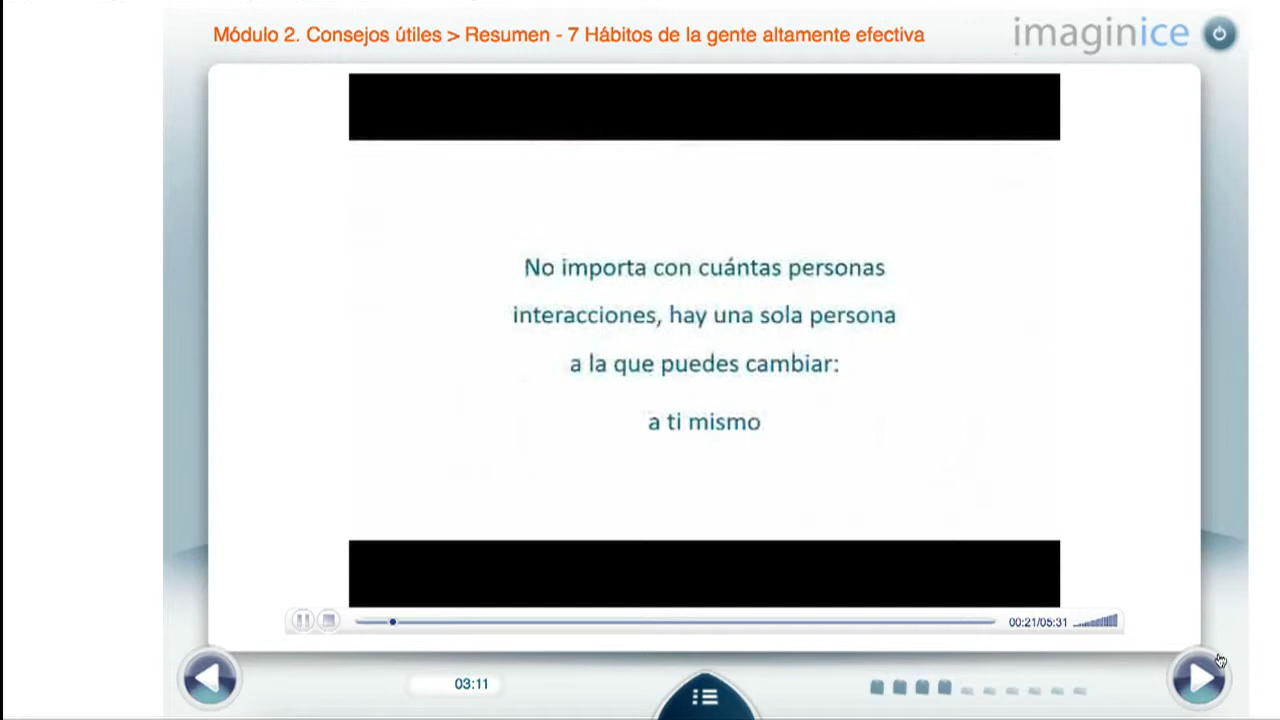 Módulo 2. Consejos útiles > Resumen - 7 Hábitos de la gente altamente efectiva
imaginice
No importa con cuántas personas
interacciones, hay una sola persona
a la que puedes cambiar:
a ti mismo
00:21/05:31
03:11